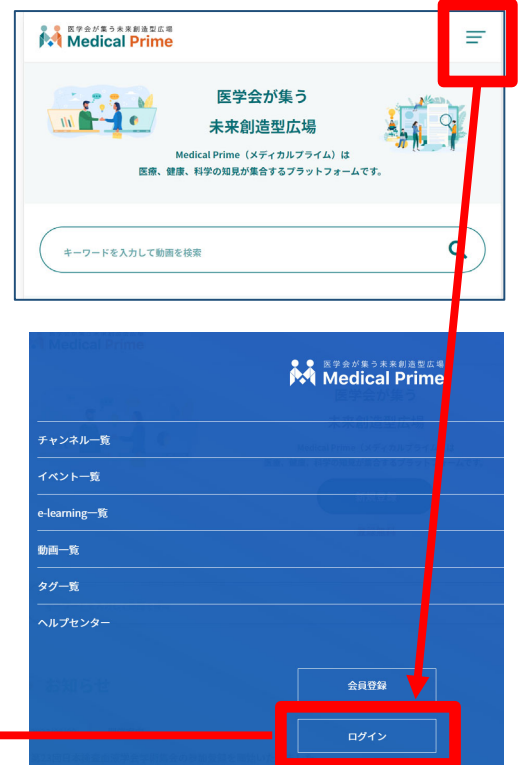 医学会が集う未来創造型広場
Medical Prime
医学会が集う
未来創造型広場
Medical Prime（メディカルプライム）は
医療、健康、科学の知見が集合するプラットフォームです。
キーワードを入力して動画を検索
医学会が集う未来創造型広場
Medical Prime
チャンネル一覧
イベント一覧
e-learning一覧
動画一覧
タグ一覧
ヘルプセンター
お知らせ
会員登録
ログイン